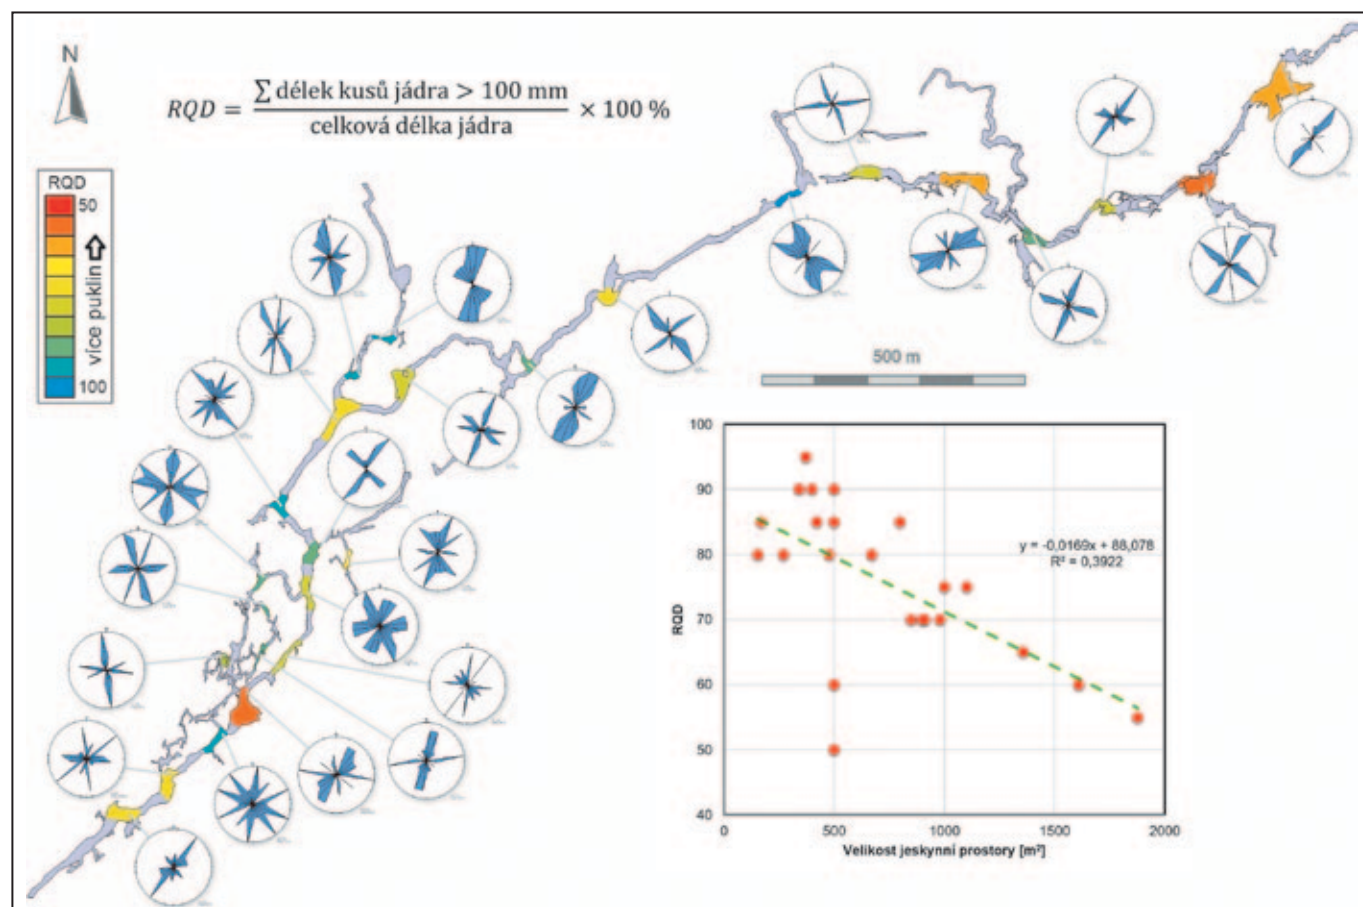 N
RQD = ∑ délek kusů jádra > 100 mm / celková délka jádra × 100 %
RQD
50
více puklin
100
500 m
100
90
80
70
60
50
40
RQD
y = -0,0169x + 88,078
R² = 0,3922
0
500
1000
1500
2000
Velikost jeskynní prostory [m²]